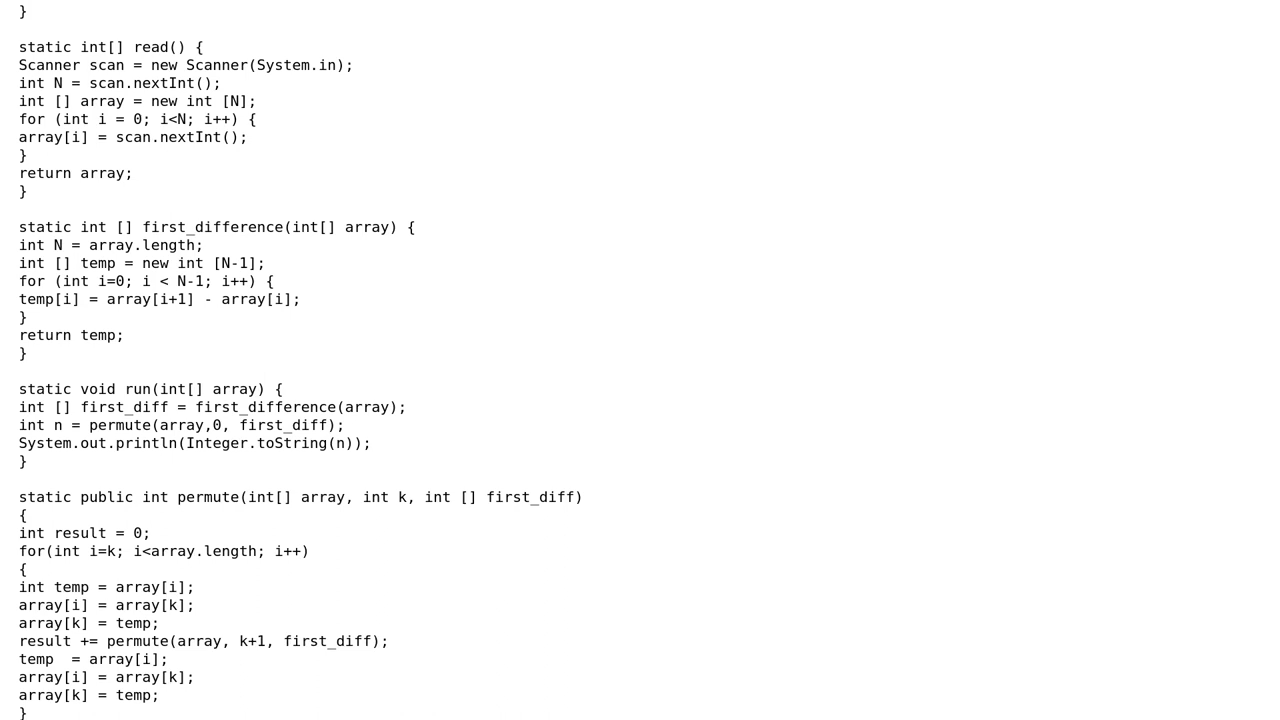 }
static int[] read() {
Scanner scan = new Scanner(System.in);
int N = scan.nextInt();
int [] array = new int [N];
for (int i = 0; i<N; i++) {
array[i] = scan.nextInt();
}
return array;
}
static int [] first_difference(int[] array) {
int N = array.length;
int [] temp = new int [N-1];
for (int i=0; i < N-1; i++) {
temp[i] = array[i+1] - array[i];
}
return temp;
}
static void run(int[] array) {
int [] first_diff = first_difference(array);
int n = permute(array,0, first_diff);
System.out.println(Integer.toString(n));
}
static public int permute(int[] array, int k, int [] first_diff)
{
int result = 0;
for(int i=k; i<array.length; i++)
{
int temp = array[i];
array[i] = array[k];
array[k] = temp;
result += permute(array, k+1, first_diff);
temp  = array[i];
array[i] = array[k];
array[k] = temp;
}